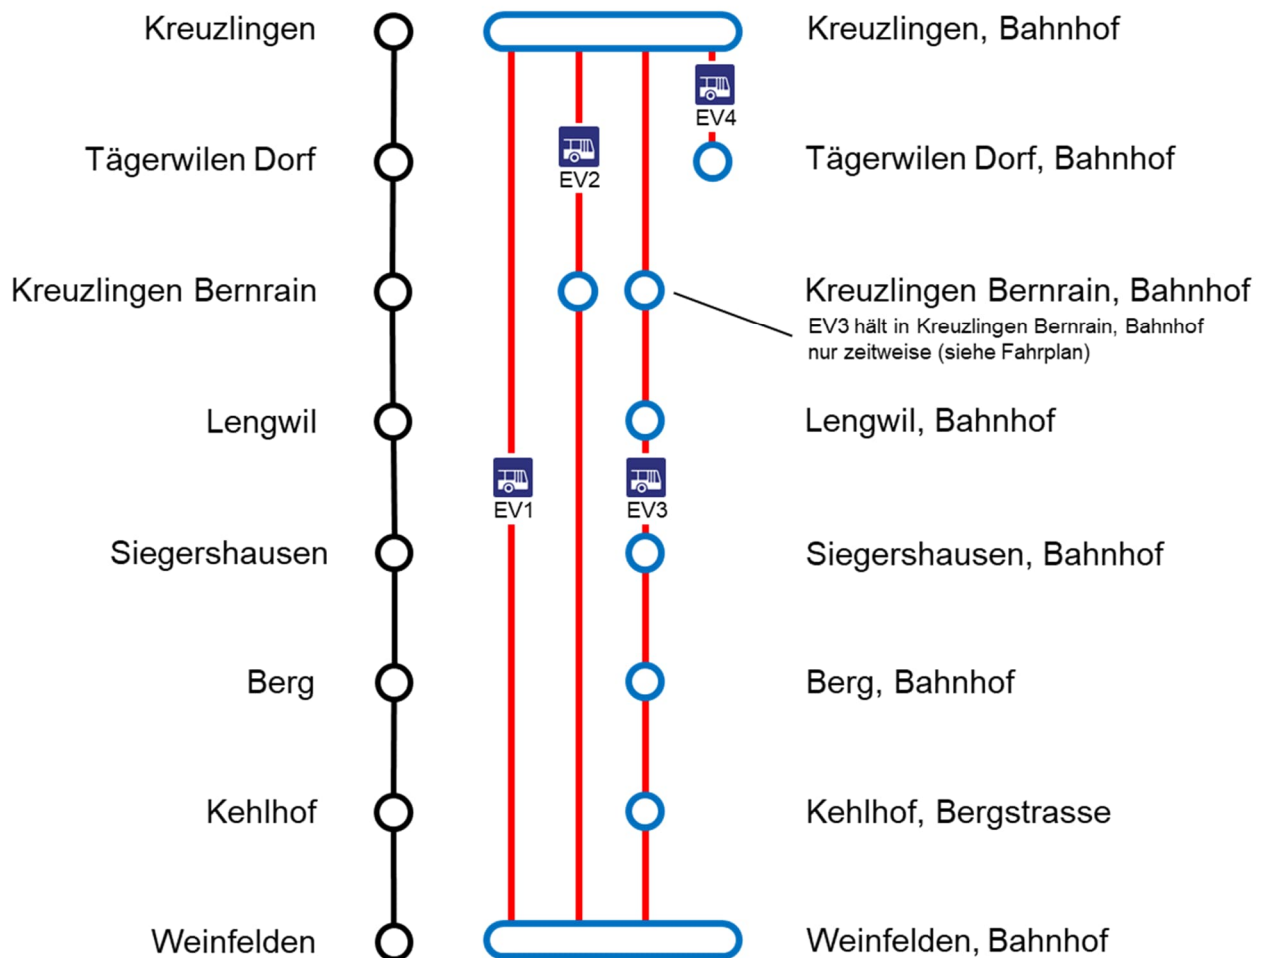 Kreuzlingen
Kreuzlingen, Bahnhof
EV4
Tägerwilen Dorf
EV2
Tägerwilen Dorf, Bahnhof
Kreuzlingen Bernrain
Kreuzlingen Bernrain, Bahnhof
EV3 hält in Kreuzlingen Bernrain, Bahnhof
nur zeitweise (siehe Fahrplan)
Lengwil
Lengwil, Bahnhof
EV1
EV3
Siegershausen
Siegershausen, Bahnhof
Berg
Berg, Bahnhof
Kehlhof
Kehlhof, Bergstrasse
Weinfelden
Weinfelden, Bahnhof